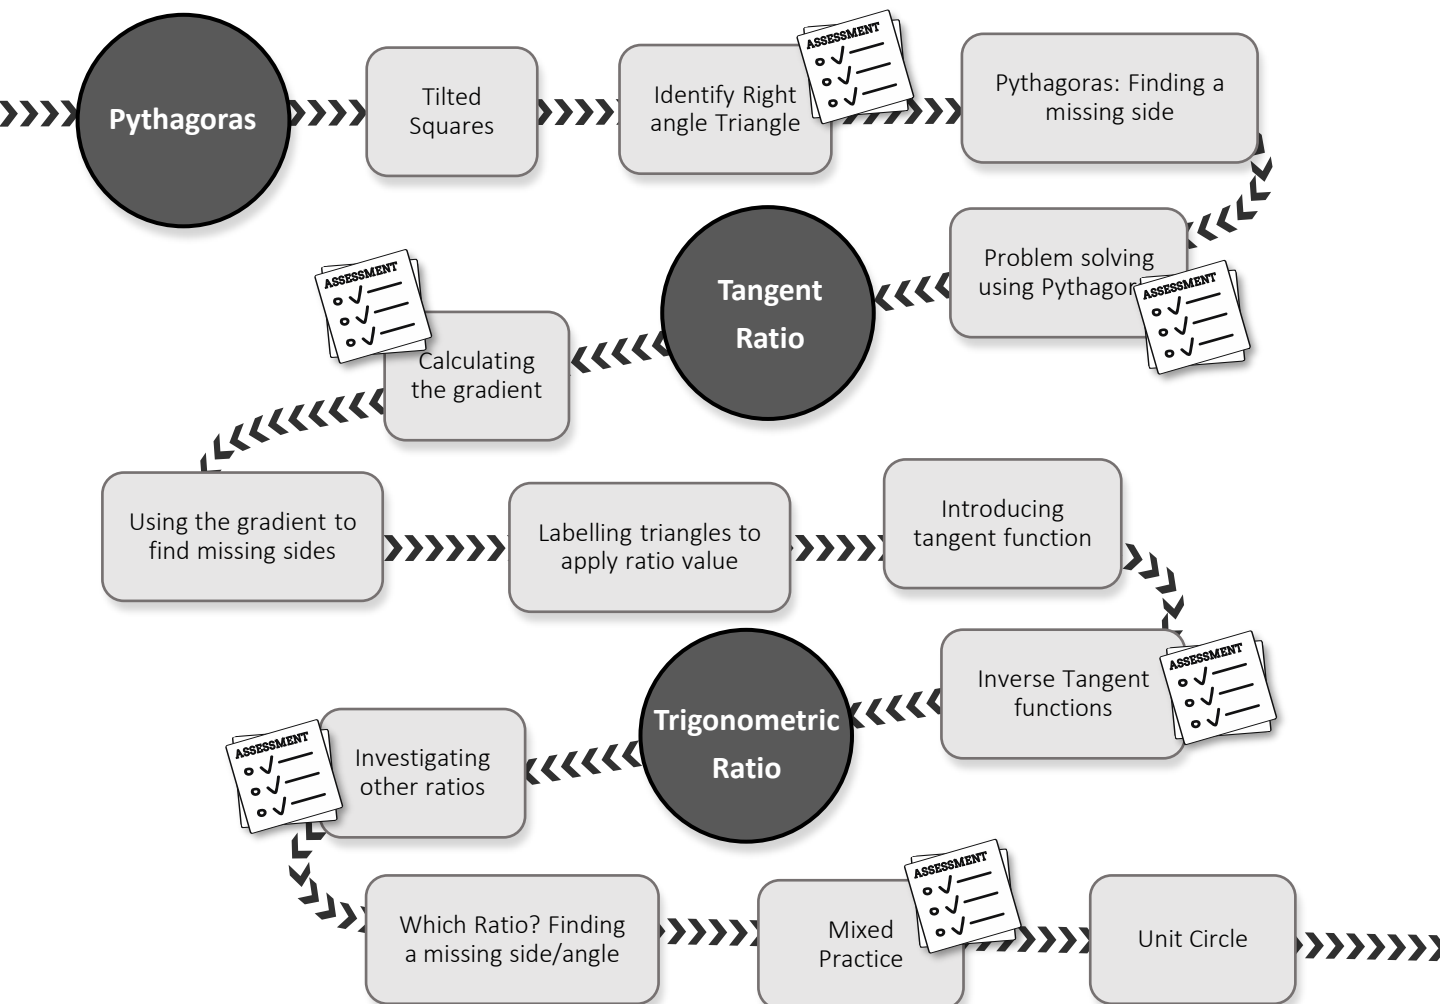 Pythagoras
Tilted
Squares
Identify Right
angle Triangle
ASSESSMENT
Pythagoras: Finding a
missing side
Problem solving
using Pythagor
ASSESSMENT
Tangent
Ratio
ASSESSMENT
Calculating
the gradient
Using the gradient to
find missing sides
Labelling triangles to
apply ratio value
Introducing
tangent function
Inverse Tangent
functions
ASSESSMENT
Trigonometric
Ratio
ASSESSMENT
Investigating
other ratios
Which Ratio? Finding
a missing side/angle
Mixed
Practice
ASSESSMENT
Unit Circle